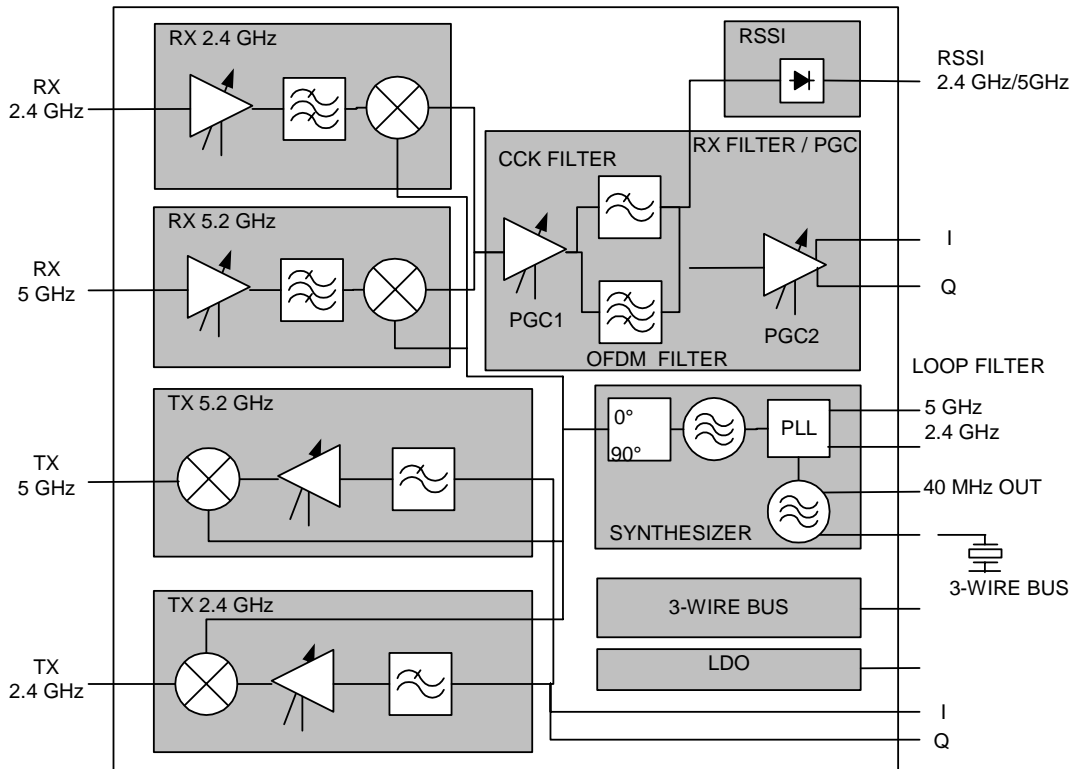 RX 2.4 GHz
RSSI
RX
2.4 GHz
RSSI
2.4 GHz/5GHz
RX FILTER / PGC
CCK FILTER
RX 5.2 GHz
RX
5 GHz
I
Q
PGC1
PGC2
OFDM FILTER
LOOP FILTER
TX 5.2 GHz
0°
90°
PLL
5 GHz
2.4 GHz
TX
5 GHz
40 MHz OUT
SYNTHESIZER
3-WIRE BUS
TX 2.4 GHz
3-WIRE BUS
LDO
TX
2.4 GHz
I
Q